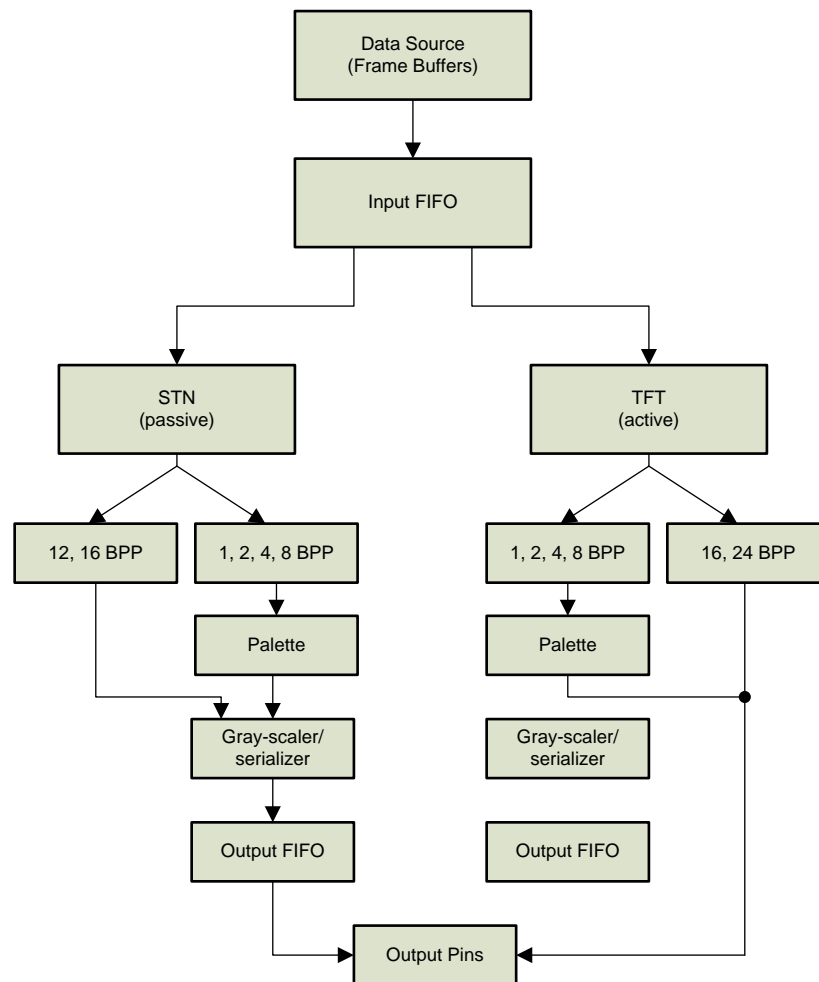 Data Source
(Frame Buffers)
Input FIFO
STN
(passive)
TFT
(active)
12, 16 BPP
1, 2, 4, 8 BPP
1, 2, 4, 8 BPP
16, 24 BPP
Palette
Palette
Gray-scaler/
serializer
Gray-scaler/
serializer
Output FIFO
Output FIFO
Output Pins